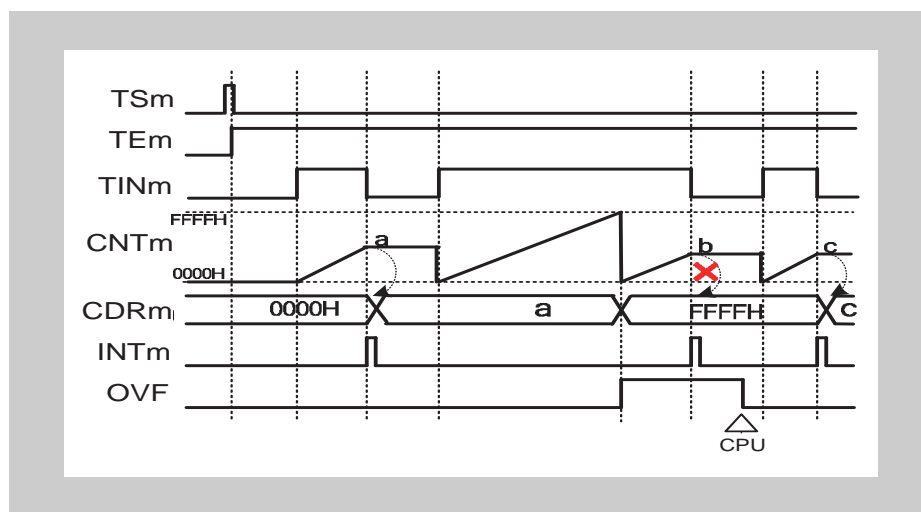 TSm
TEm
TINm
FFFFH
CNTm
a
b
c
0000H
CDRm
0000H
a
FFFFH
c
INTm
OVF
CPU